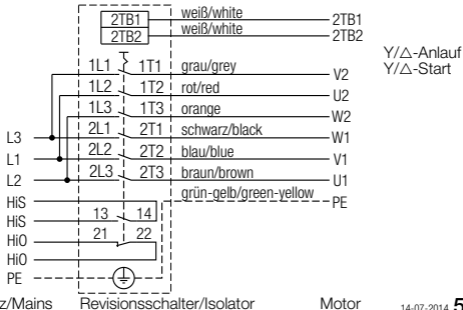 2TB1 weiß/white 2TB1
2TB2 weiß/white 2TB2
Y/△-Anlauf
Y/△-Start
1L1 1T1 grau/grey V2
1L2 1T2 rot/red U2
1L3 1T3 orange W2
L3 2L1 2T1 schwarz/black W1
L1 2L2 2T2 blau/blue V1
L2 2L3 2T3 braun/brown U1
HiS grün-gelb/green-yellow PE
HiS 13 14
HiO 21 22
HiO
PE
z/Mains Revisionsschalter/Isolator Motor 14-07-2014 5